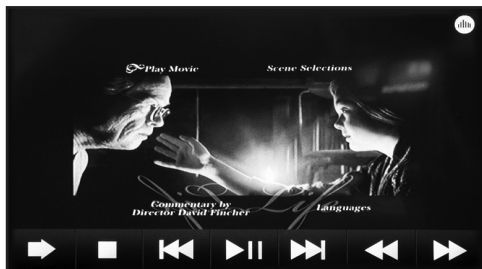 Play Movie
Scene Selections
Commentary by
Director David Fincher
Languages